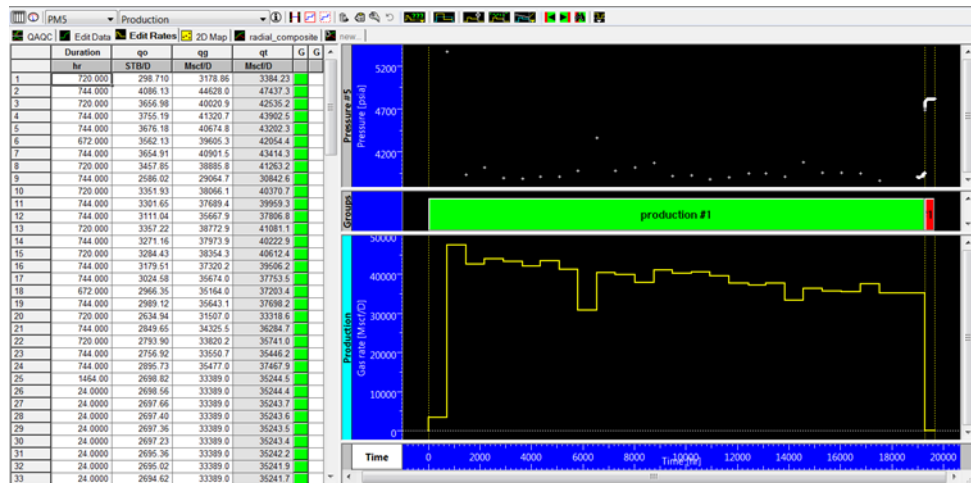 PM5 Production
QAQC Edit Data Edit Rates 2D Map radial_composite new...
Duration qo qg qt G G
hr STB/D Mscf/D Mscf/D
1 720.000 298.710 3178.86 3384.23
2 744.000 4086.13 44628.0 47437.3
3 720.000 3656.98 40020.9 42535.2
4 744.000 3755.19 41320.7 43902.5
5 744.000 3676.18 40674.8 43202.3
6 672.000 3562.13 39605.3 42054.4
7 744.000 3654.91 40901.5 43414.3
8 720.000 3457.85 38885.8 41263.2
9 744.000 2586.02 29064.7 30842.6
10 720.000 3351.93 38066.1 40370.7
11 744.000 3301.65 37689.4 39959.3
12 744.000 3111.04 35667.9 37806.8
13 720.000 3357.22 38772.9 41081.1
14 744.000 3271.16 37973.9 40222.9
15 720.000 3284.43 38354.3 40612.4
16 744.000 3179.51 37320.2 39506.2
17 744.000 3024.58 35674.0 37753.5
18 672.000 2966.35 35164.0 37203.4
19 744.000 2989.12 35643.1 37698.2
20 720.000 2634.94 31507.0 33318.6
21 744.000 2849.65 34325.5 36284.7
22 720.000 2793.90 33820.2 35741.0
23 744.000 2756.92 33550.7 35446.2
24 744.000 2895.73 35477.0 37467.9
25 1464.00 2698.82 33389.0 35244.5
26 24.0000 2698.56 33389.0 35244.4
27 24.0000 2697.66 33389.0 35243.7
28 24.0000 2697.40 33389.0 35243.6
29 24.0000 2697.36 33389.0 35243.5
30 24.0000 2697.23 33389.0 35243.4
31 24.0000 2695.36 33389.0 35242.2
32 24.0000 2695.02 33389.0 35241.9
33 24.0000 2694.62 33389.0 35241.7
Pressure #5
Pressure [psia]
5200
4700
4200
Groups
production #1
Production
Gas rate [Mscf/D]
50000
40000
30000
20000
10000
0
Time
0 2000 4000 6000 8000 10000 12000 14000 16000 18000 20000
Time [hr]